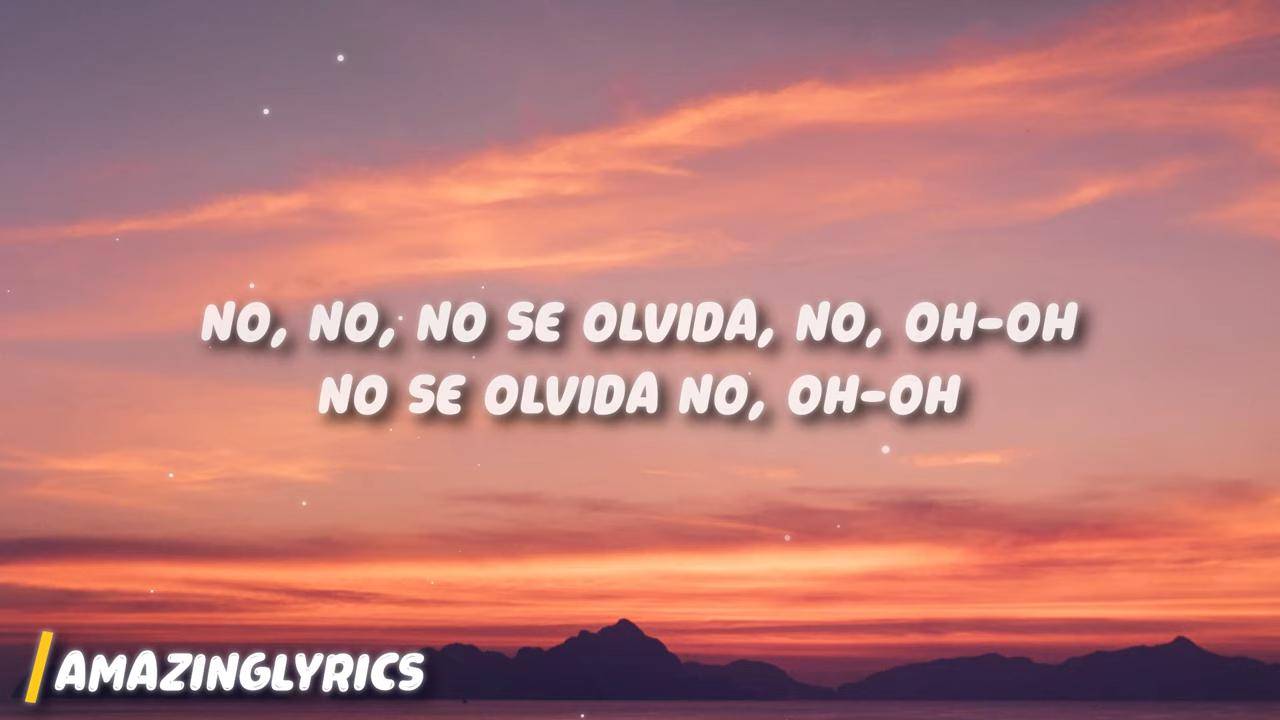 NO, NO, NO SE OLVIDA, NO, OH-OH
NO SE OLVIDA NO, OH-OH
AMAZINGLYRICS